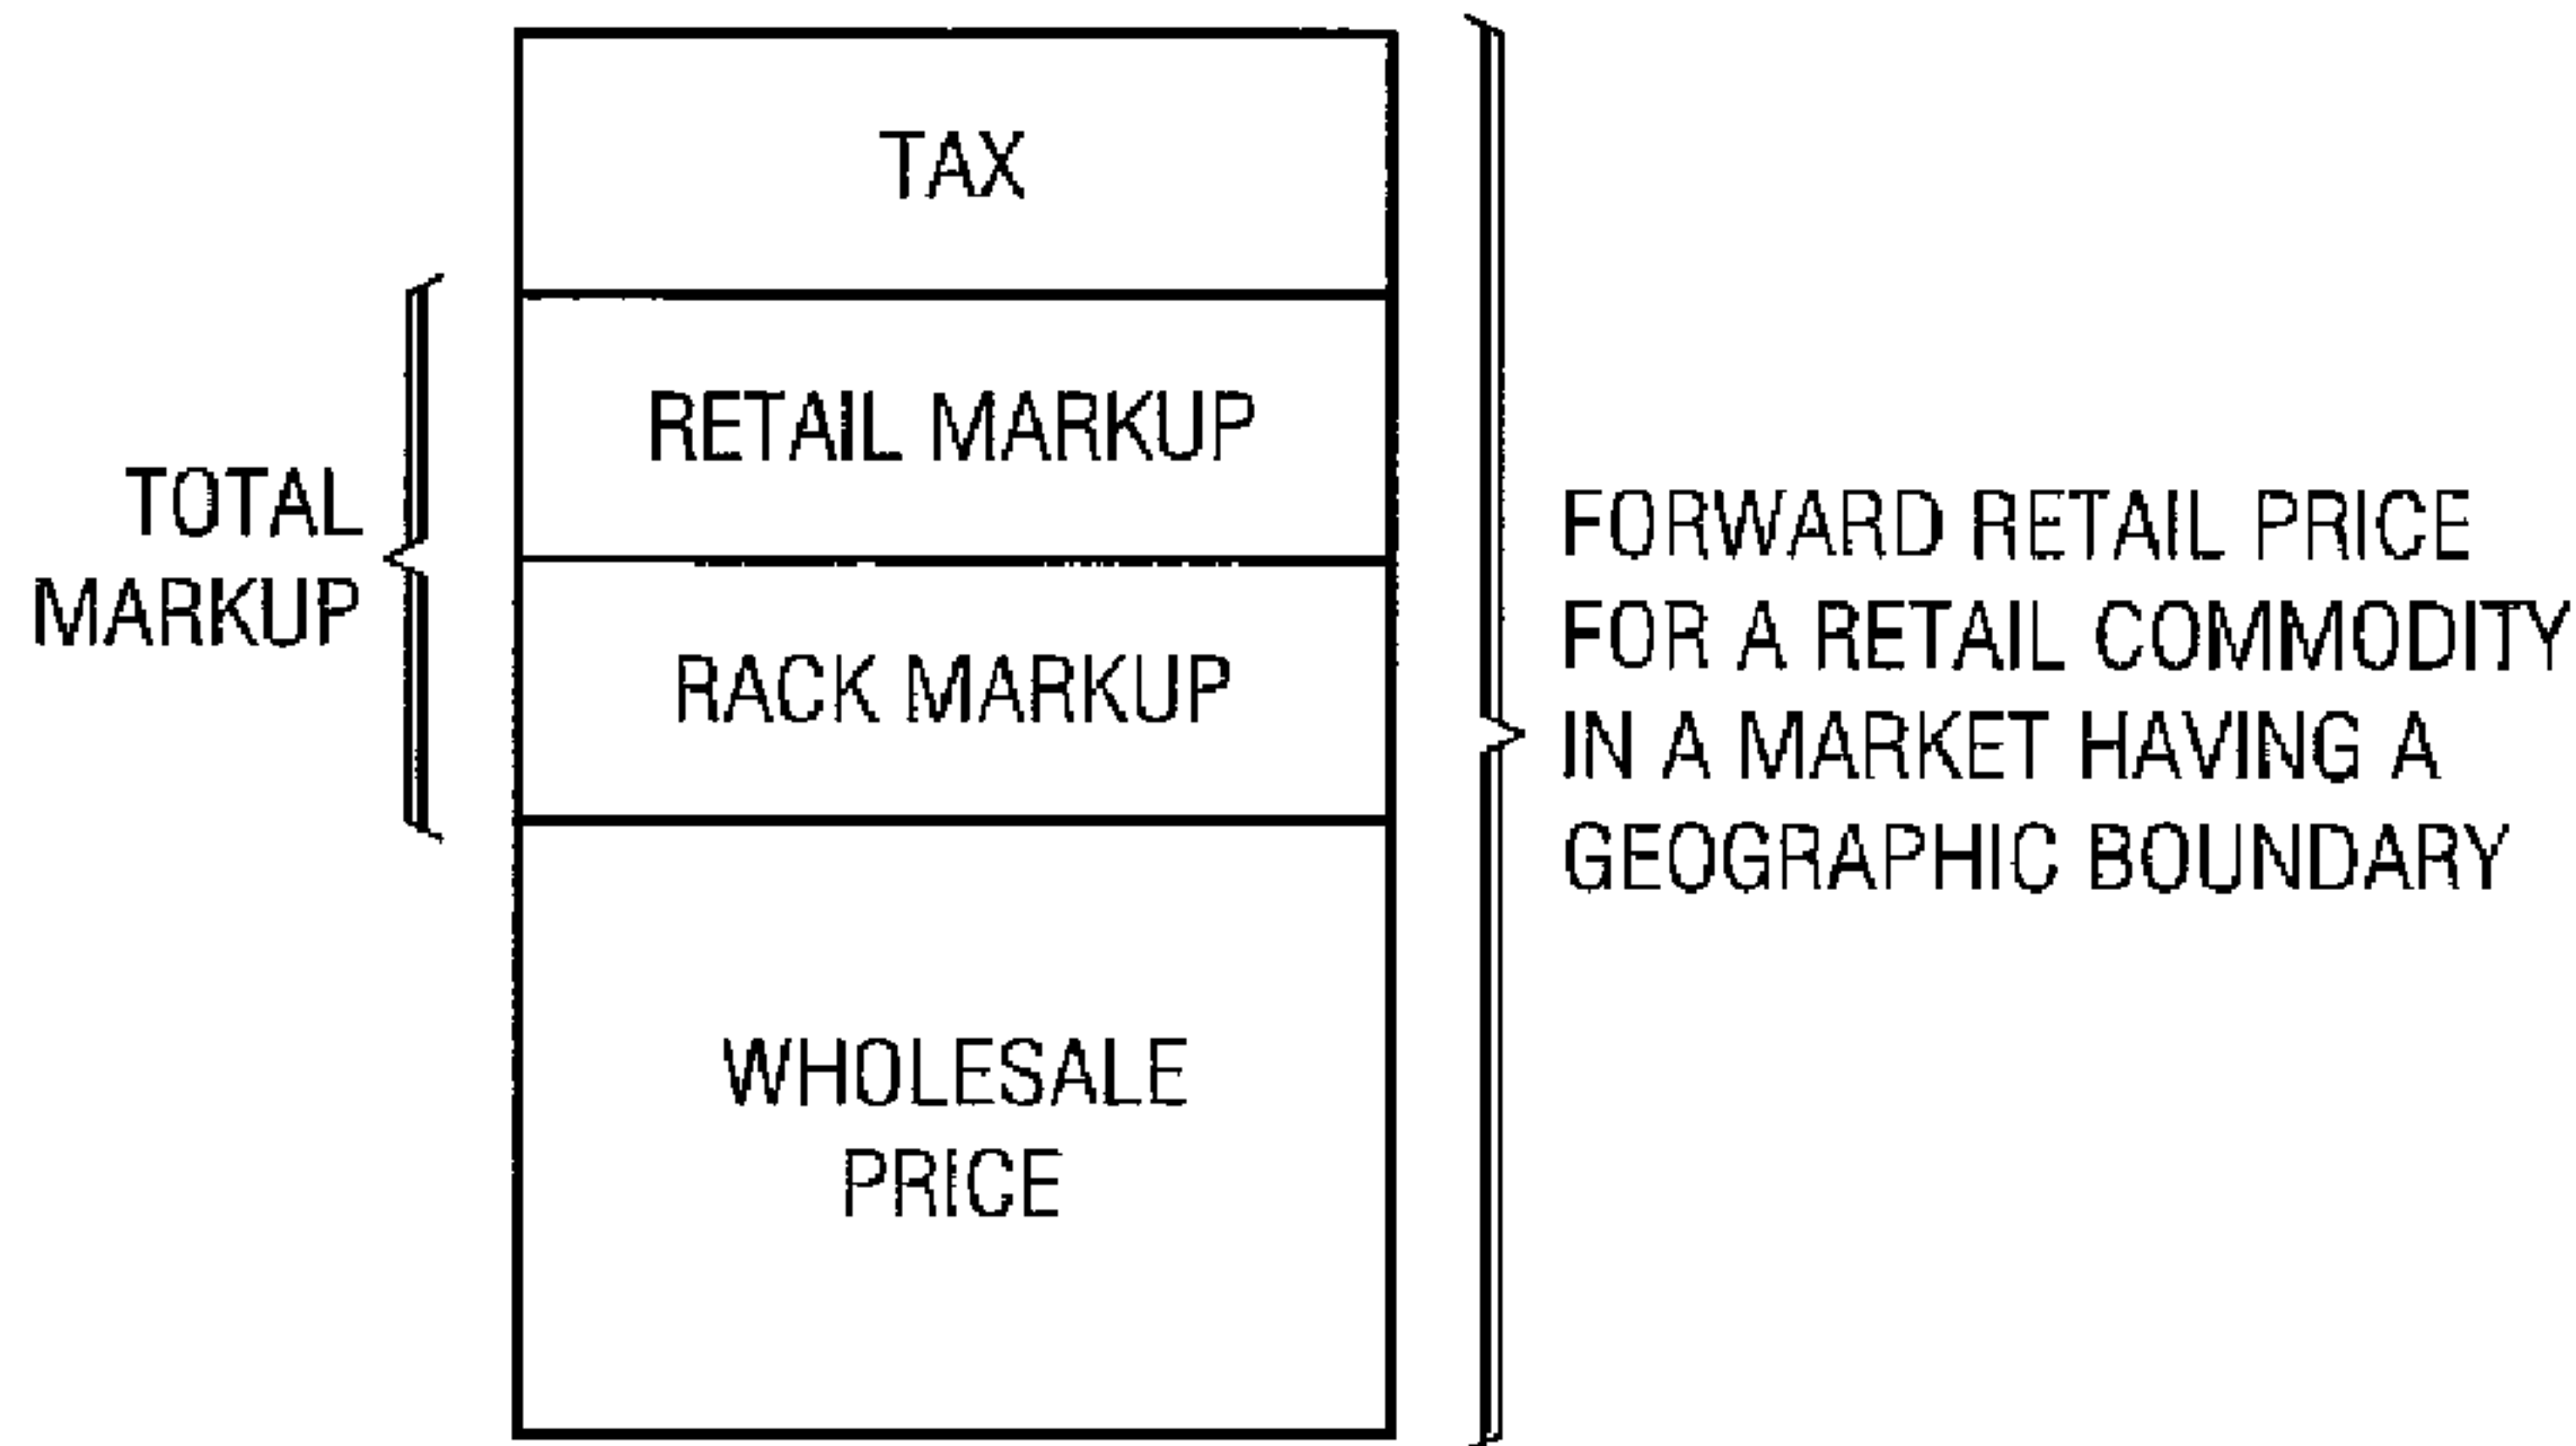 TAX
RETAIL MARKUP
RACK MARKUP
WHOLESALE
PRICE
TOTAL
MARKUP
FORWARD RETAIL PRICE
FOR A RETAIL COMMODITY
IN A MARKET HAVING A
GEOGRAPHIC BOUNDARY